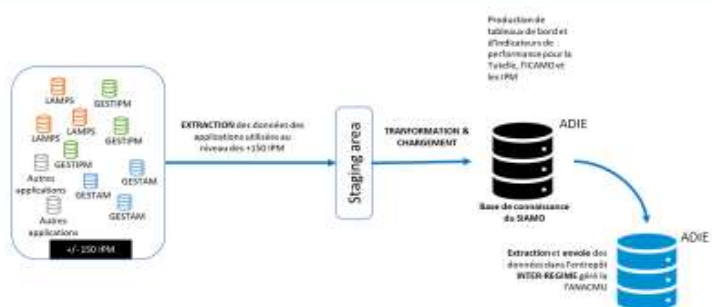 LAMPS
GESTIPM
LAMPS
LAMPS
GESTIPM
GESTIPM
Autres
applications
GESTAM
GESTAM
Autres
applications
GESTAM
+/- 150 IPM
EXTRACTION des données des
applications utilisées au
niveau des +150 IPM
Staging area
TRANFORMATION &
CHARGEMENT
Production de
tableaux de bord et
d'indicateurs de
performance pour la
Tutelle, l'ICAMO et
les IPM
ADIE
Base de connaissance
du SIAMO
Extraction et envoie des
données dans l'entrepôt
INTER-REGIME géré la
l'ANACMU
ADIE